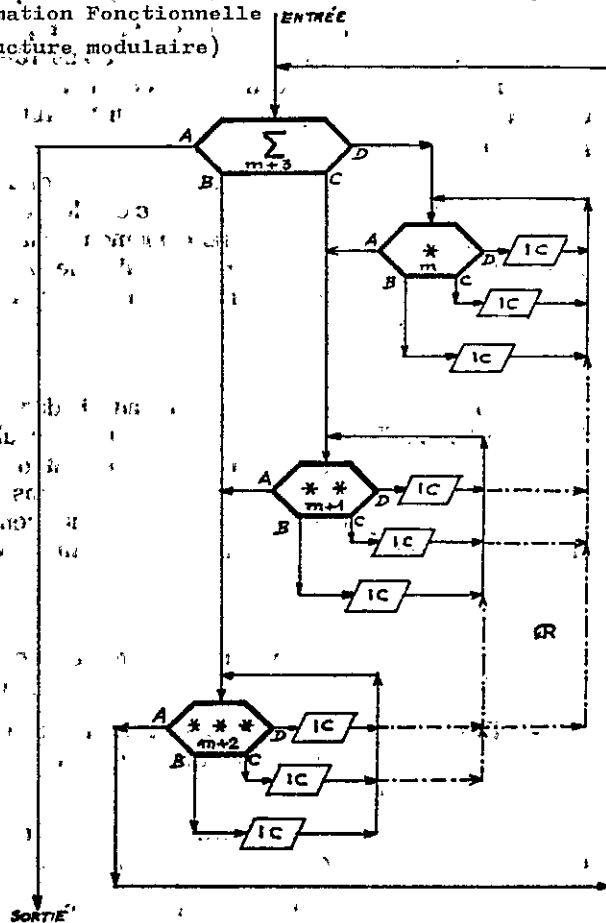 mation Fonctionnelle
ENTRÉE
ucture modulaire)
A Σ D
m+3
B C
A * D IC
m
B C
IC
IC
A * * D IC
m+1
B C
IC
IC
R
A * * * D IC
m+2
B C
IC
IC
SORTIE